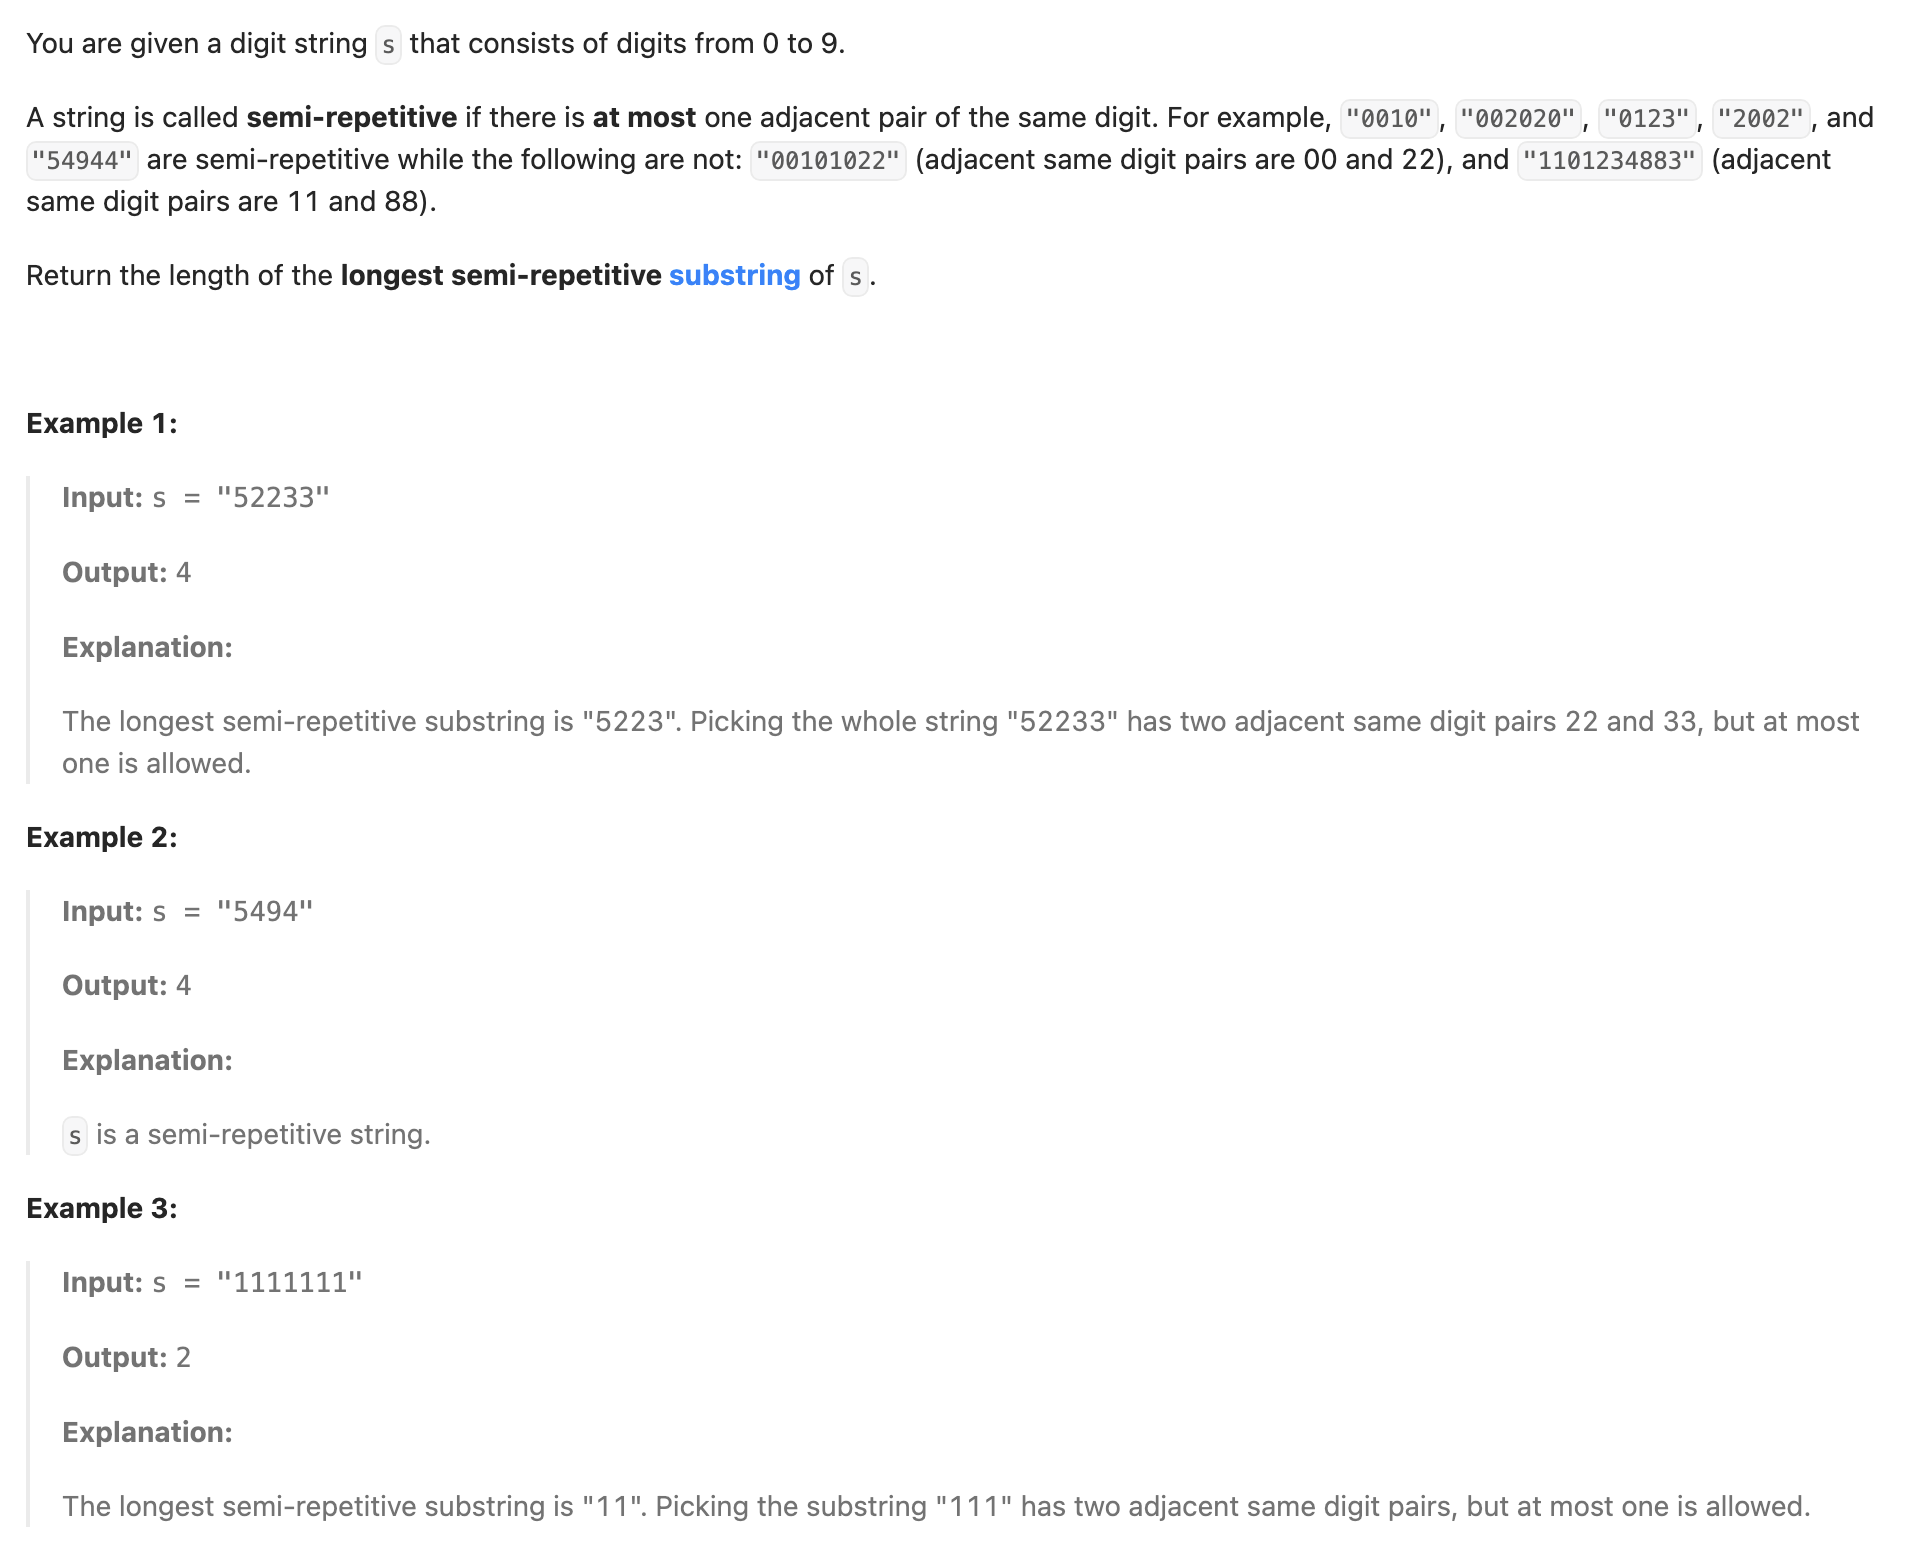 You are given a digit string s that consists of digits from 0 to 9.
A string is called semi-repetitive if there is at most one adjacent pair of the same digit. For example, "0010", "002020", "0123", "2002", and
"54944" are semi-repetitive while the following are not: "00101022" (adjacent same digit pairs are 00 and 22), and "1101234883" (adjacent
same digit pairs are 11 and 88).
Return the length of the longest semi-repetitive substring of s.
Example 1:
Input: s = "52233"
Output: 4
Explanation:
The longest semi-repetitive substring is "5223". Picking the whole string "52233" has two adjacent same digit pairs 22 and 33, but at most
one is allowed.
Example 2:
Input: s = "5494"
Output: 4
Explanation:
s is a semi-repetitive string.
Example 3:
Input: s = "1111111"
Output: 2
Explanation:
The longest semi-repetitive substring is "11". Picking the substring "111" has two adjacent same digit pairs, but at most one is allowed.